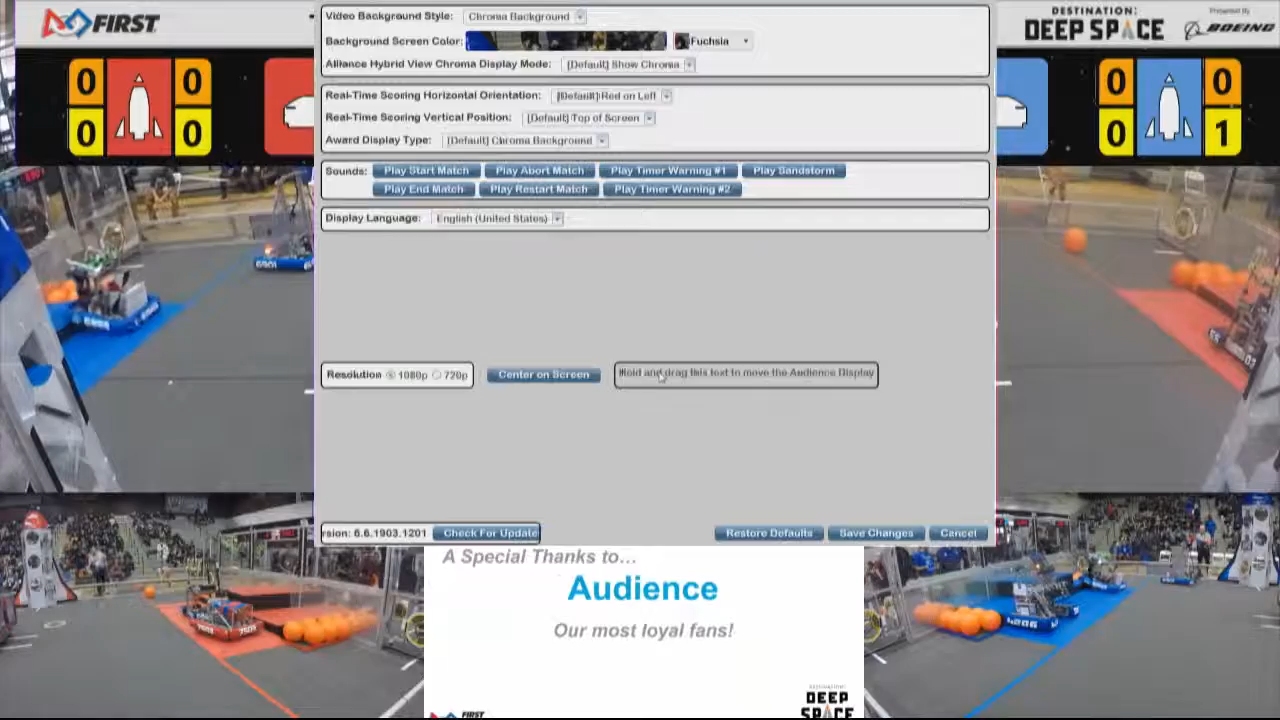 FIRST
DESTINATION:
DEEP SPACE
Presented By
BOEING
0 0
0 0
0 0
0 1
Video Background Style: Chroma Background
Background Screen Color: Fuchsia
Alliance Hybrid View Chroma Display Mode: [Default] Show Chroma
Real-Time Scoring Horizontal Orientation: [Default] Red on Left
Real-Time Scoring Vertical Position: [Default] Top of Screen
Award Display Type: [Default] Chroma Background
Sounds: Play Start Match Play Abort Match Play Timer Warning #1 Play Sandstorm
Play End Match Play Restart Match Play Timer Warning #2
Display Language: English (United States)
Resolution 1080p 720p Center on Screen Hold and drag this text to move the Audience Display
rsion: 6.6.1903.1201 Check For Update Restore Defaults Save Changes Cancel
A Special Thanks to...
Audience
Our most loyal fans!
FIRST
DEEP
SPACE
4206